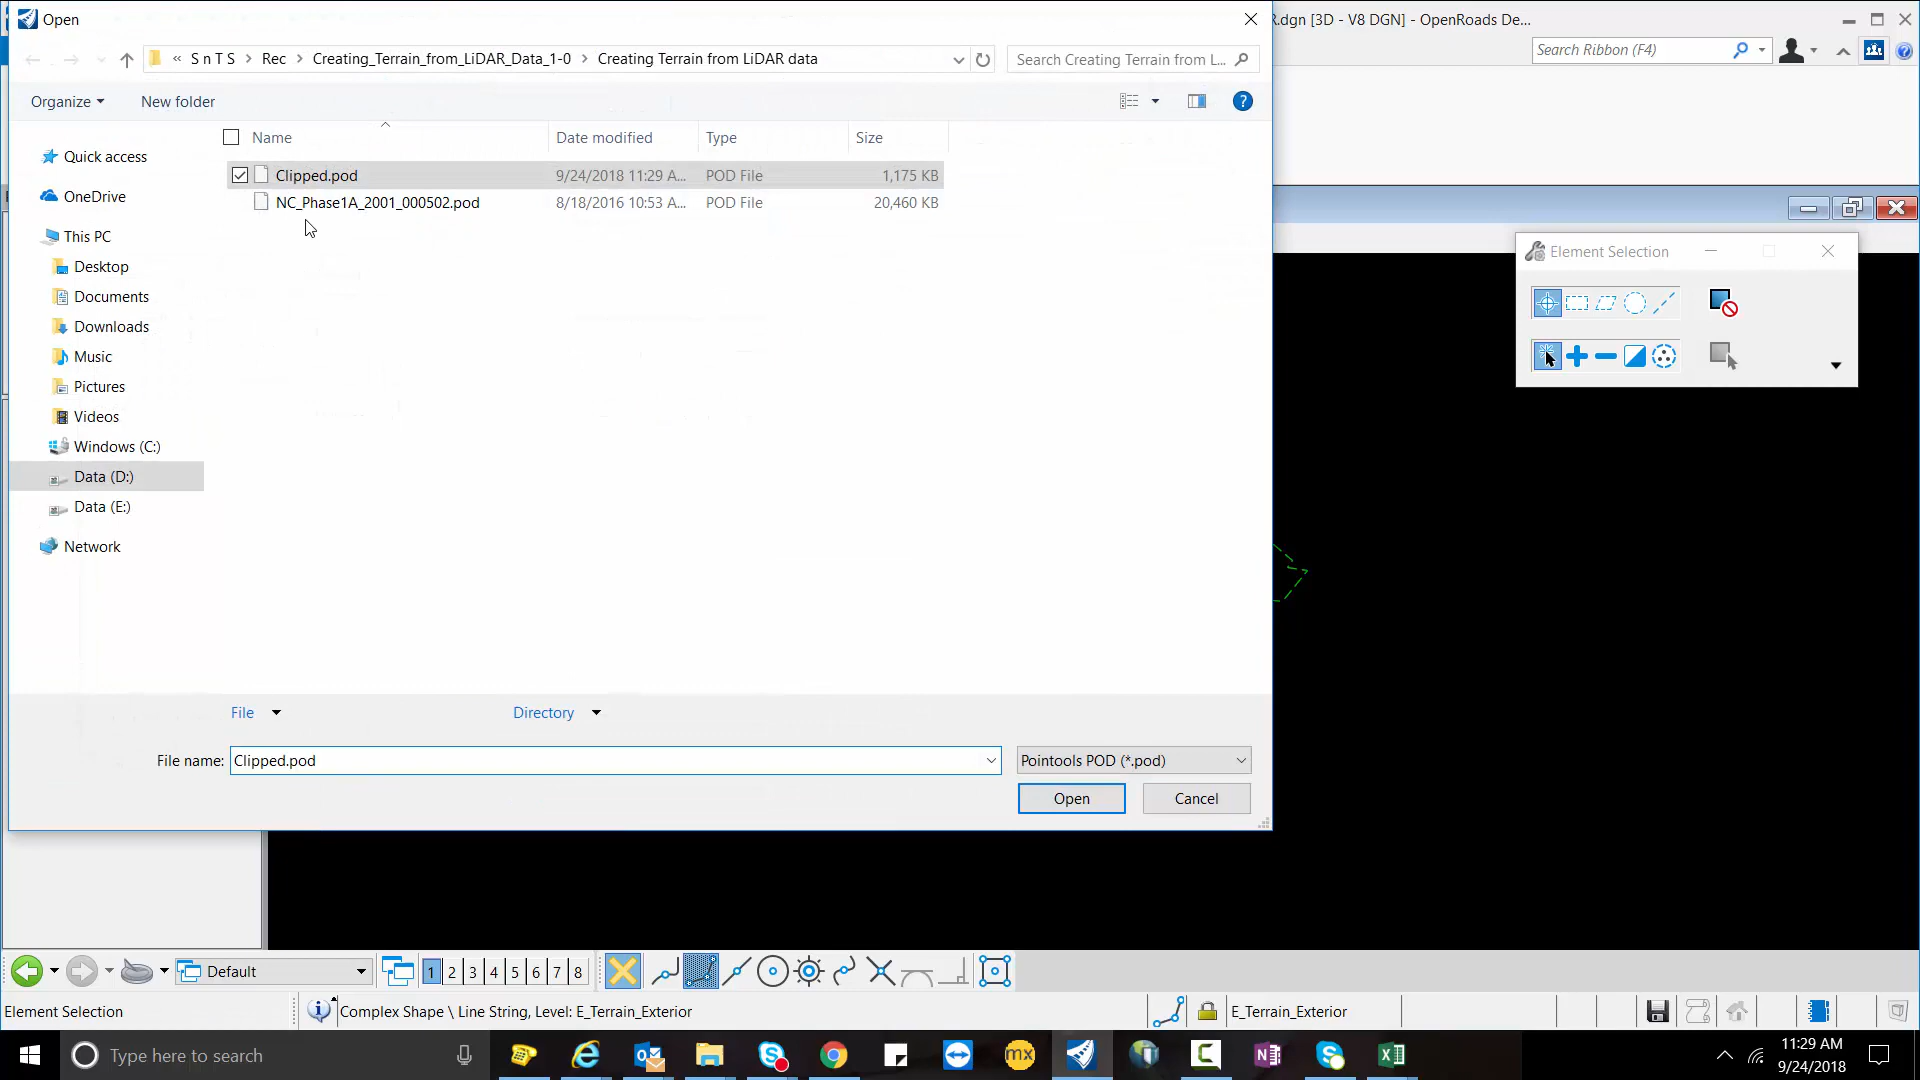 Open
R.dgn [3D - V8 DGN] - OpenRoads De...
« S n T S > Rec > Creating_Terrain_from_LiDAR_Data_1-0 > Creating Terrain from LiDAR data
Search Creating Terrain from L...
Search Ribbon (F4)
Organize
New folder
Name
Date modified
Type
Size
Clipped.pod
9/24/2018 11:29 A...
POD File
1,175 KB
NC_Phase1A_2001_000502.pod
8/18/2016 10:53 A...
POD File
20,460 KB
Quick access
OneDrive
This PC
Desktop
Documents
Downloads
Music
Pictures
Videos
Windows (C:)
Data (D:)
Data (E:)
Network
Element Selection
File
Directory
File name:
Clipped.pod
Pointools POD (*.pod)
Open
Cancel
Default
1 2 3 4 5 6 7 8
Element Selection
Complex Shape \ Line String, Level: E_Terrain_Exterior
E_Terrain_Exterior
Type here to search
mx
11:29 AM
9/24/2018